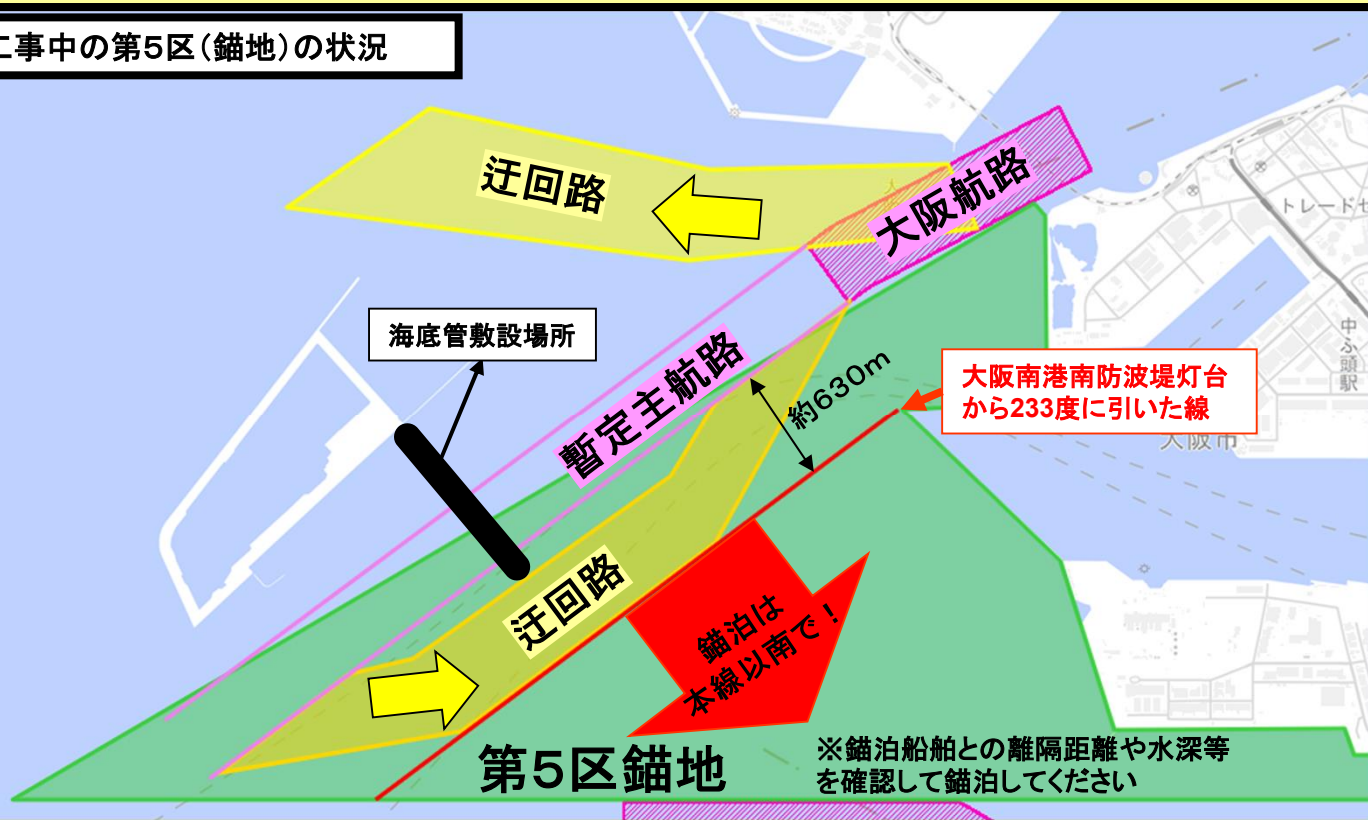 工事中の第5区(錨地)の状況
迂回路
大阪航路
トレードセ
海底管敷設場所
中ふ頭駅
暫定主航路
約630m
大阪南港南防波堤灯台
から233度に引いた線
大阪市
迂回路
錨泊は
本線以南で!
第5区錨地
※錨泊船舶との離隔距離や水深等
を確認して錨泊してください